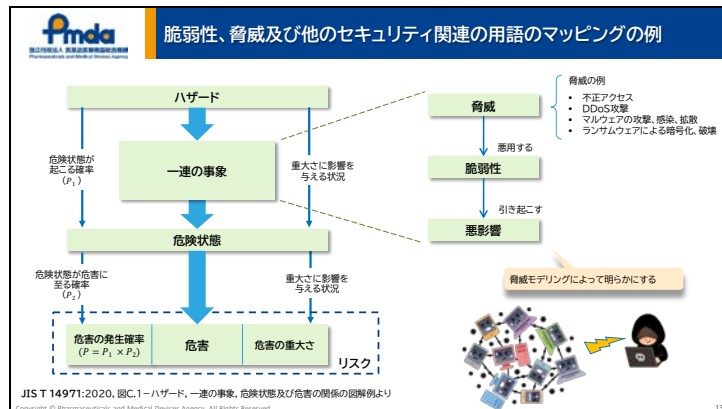 Pmda
独立行政法人 医薬品医療機器総合機構
Pharmaceuticals and Medical Devices Agency
脆弱性、脅威及び他のセキュリティ関連の用語のマッピングの例
ハザード
危険状態が
起こる確率
(P₁)
一連の事象
重大さに影響を
与える状況
危険状態
危険状態が危害に
至る確率
(P₂)
重大さに影響を
与える状況
危害の発生確率
(P = P₁ × P₂)
危害
危害の重大さ
リスク
脅威
悪用する
脆弱性
引き起こす
悪影響
脅威の例
• 不正アクセス
• DDoS攻撃
• マルウェアの攻撃、感染、拡散
• ランサムウェアによる暗号化、破壊
脅威モデリングによって明らかにする
JIS T 14971:2020, 図C.1-ハザード, 一連の事象, 危険状態及び危害の関係の図解例より
Copyright © Pharmaceuticals and Medical Devices Agency, All Rights Reserved.